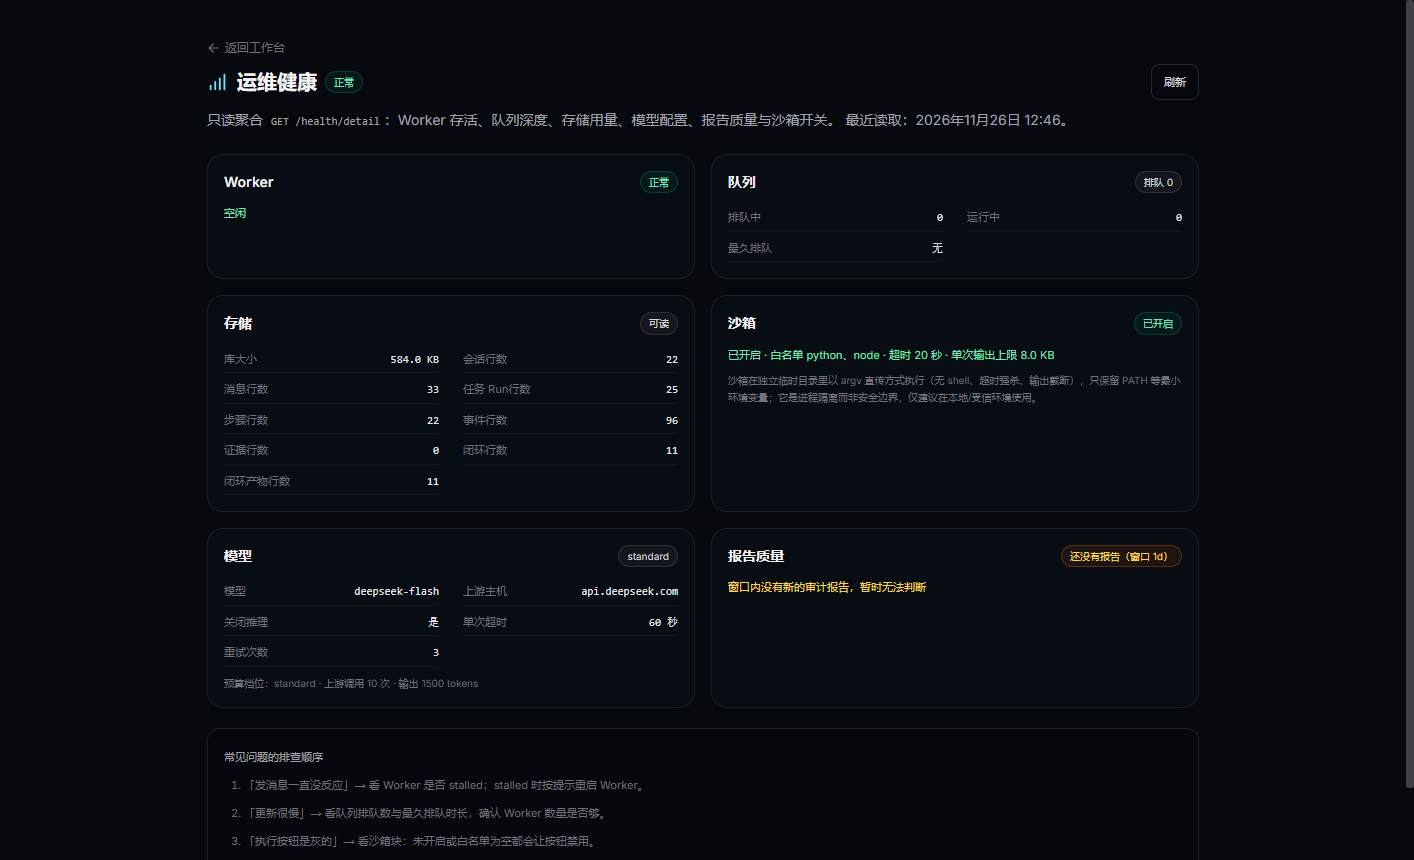 ← 返回工作台
运维健康 正常
刷新
只读聚合 GET /health/detail : Worker 存活、队列深度、存储用量、模型配置、报告质量与沙箱开关。 最近读取：2026年11月26日 12:46。
Worker 正常
空闲
队列 排队 0
排队中 0 运行中 0
最久排队 无
存储 可读
库大小 584.0 KB 会话行数 22
消息行数 33 任务 Run行数 25
步骤行数 22 事件行数 96
证据行数 0 闭环行数 11
闭环产物行数 11
沙箱 已开启
已开启 · 白名单 python、node · 超时 20 秒 · 单次输出上限 8.0 KB
沙箱在独立临时目录里以 argv 直传方式执行（无 shell、超时强杀、输出截断），只保留 PATH 等最小
环境变量；它是进程隔离而非安全边界，仅建议在本地/受信环境使用。
模型 standard
模型 deepseek-flash 上游主机 api.deepseek.com
关闭推理 是 单次超时 60 秒
重试次数 3
预算档位：standard · 上游调用 10 次 · 输出 1500 tokens
报告质量 还没有报告（窗口 1d）
窗口内没有新的审计报告，暂时无法判断
常见问题的排查顺序
1. 「发消息一直没反应」→ 看 Worker 是否 stalled；stalled 时按提示重启 Worker。
2. 「更新很慢」→ 看队列排队数与最久排队时长，确认 Worker 数量是否够。
3. 「执行按钮是灰的」→ 看沙箱块：未开启或白名单为空都会让按钮禁用。